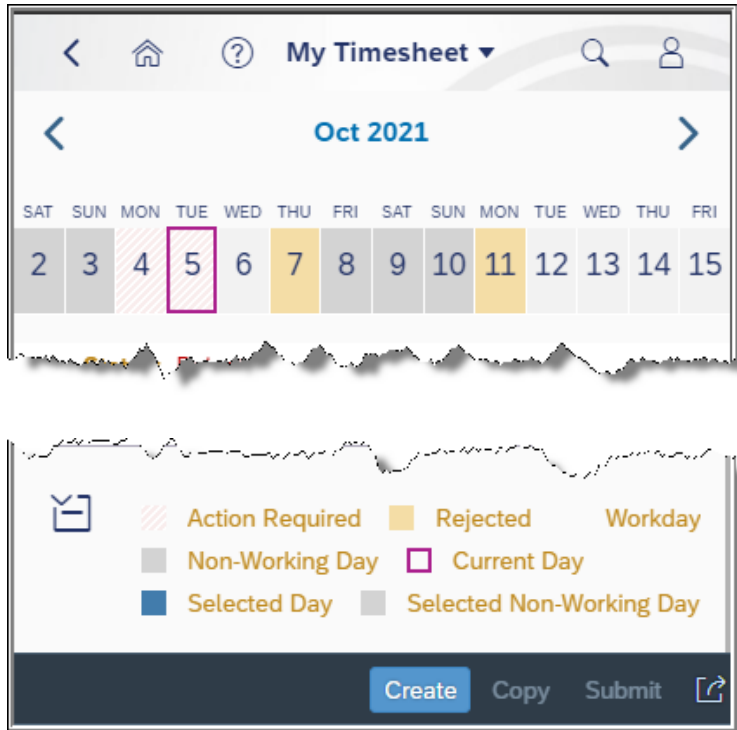 My Timesheet
Oct 2021
SAT SUN MON TUE WED THU FRI SAT SUN MON TUE WED THU FRI
2 3 4 5 6 7 8 9 10 11 12 13 14 15
Action Required Rejected Workday
Non-Working Day Current Day
Selected Day Selected Non-Working Day
Create Copy Submit